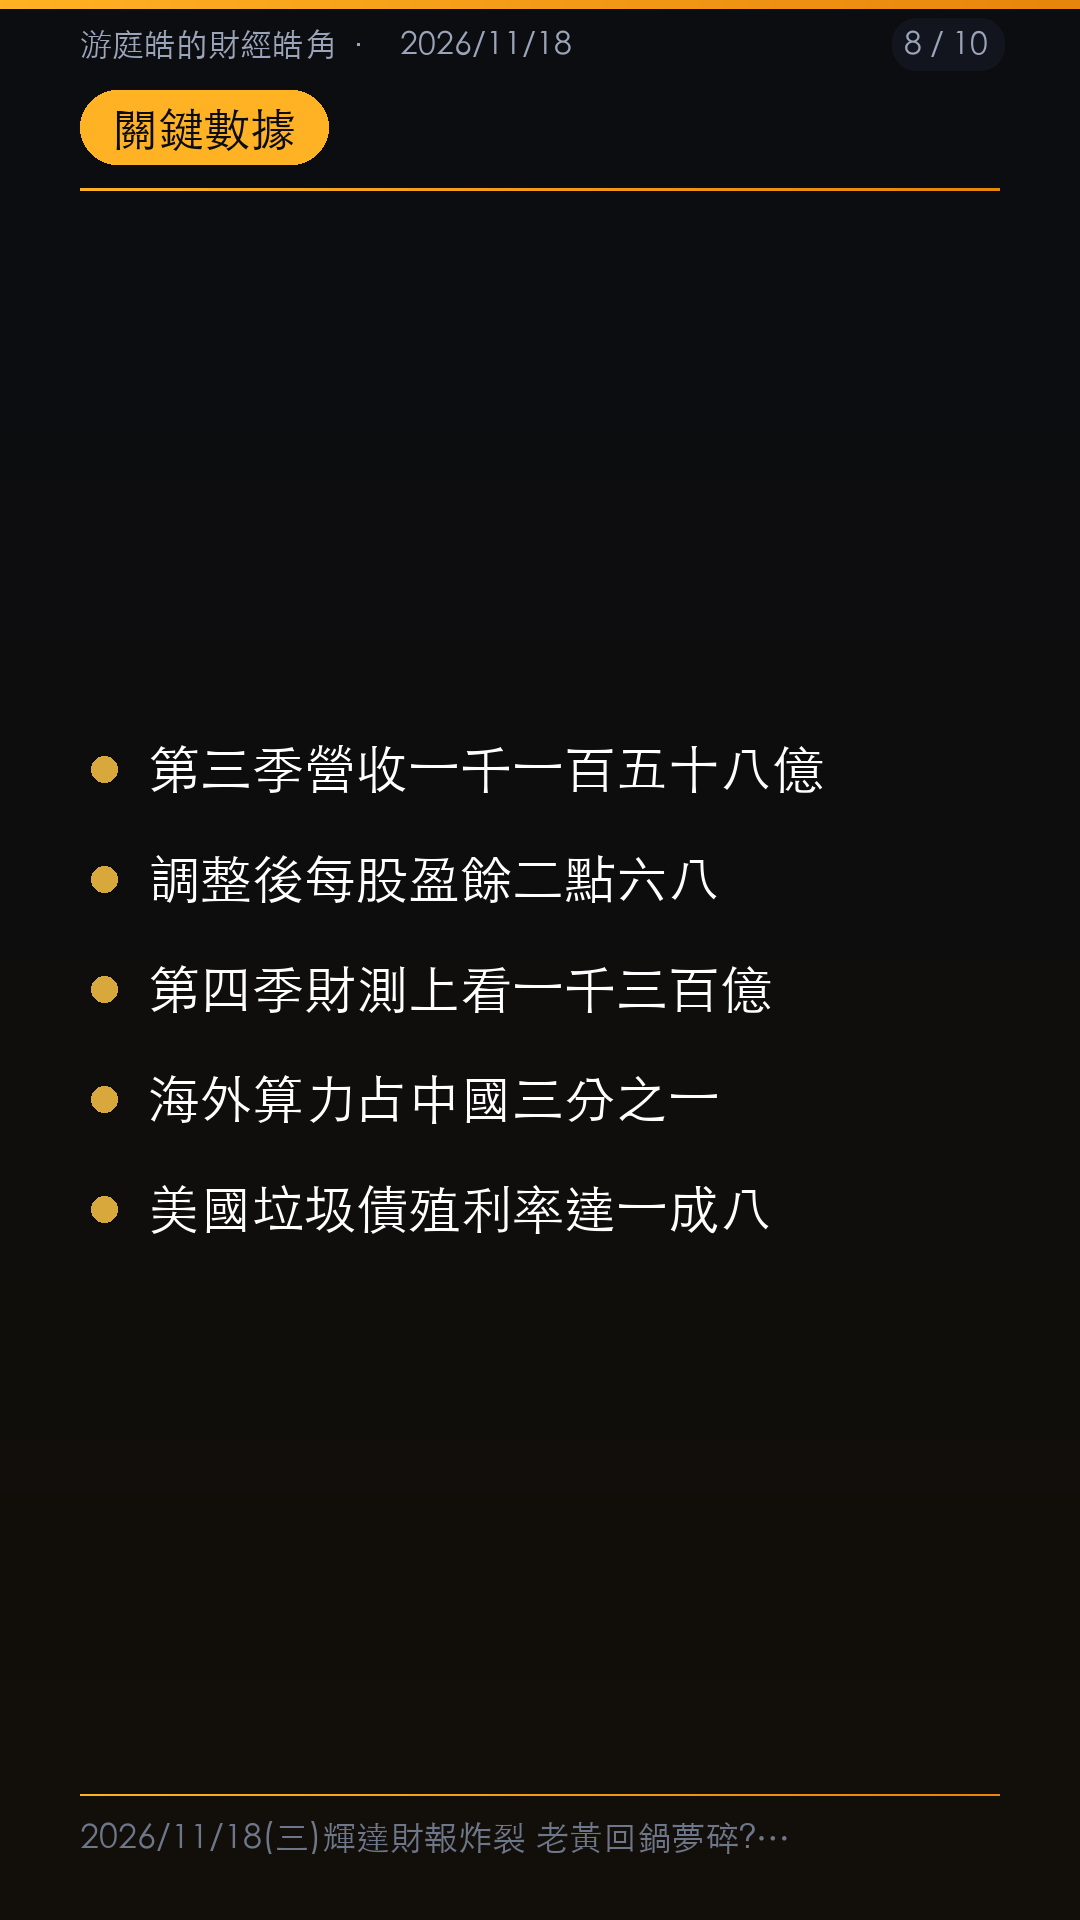 游庭皓的財經皓角 · 2026/11/18
8 / 10
關鍵數據
第三季營收一千一百五十八億
調整後每股盈餘二點六八
第四季財測上看一千三百億
海外算力占中國三分之一
美國垃圾債殖利率達一成八
2026/11/18(三)輝達財報炸裂 老黃回鍋夢碎?⋯